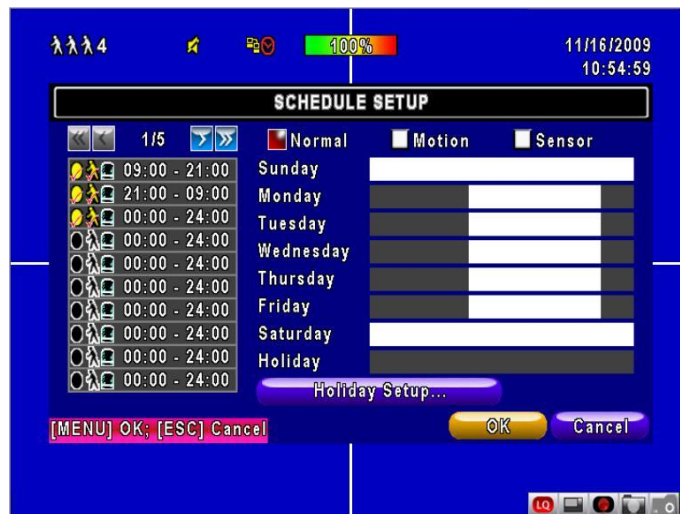 4 100% 11/16/2009
10:54:59
SCHEDULE SETUP
1/5 Normal Motion Sensor
09:00 - 21:00 Sunday
21:00 - 09:00 Monday
00:00 - 24:00 Tuesday
00:00 - 24:00 Wednesday
00:00 - 24:00 Thursday
00:00 - 24:00 Friday
00:00 - 24:00 Saturday
00:00 - 24:00 Holiday
00:00 - 24:00
00:00 - 24:00
Holiday Setup...
[MENU] OK; [ESC] Cancel OK Cancel
LQ